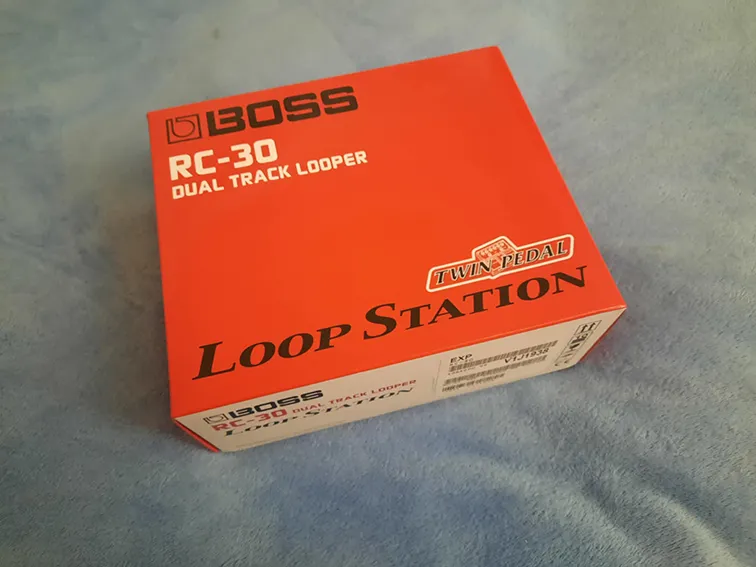 BOSS
RC-30
DUAL TRACK LOOPER
TWIN PEDAL
LOOP STATION
BOSS
RC-30 DUAL TRACK LOOPER
LOOP STATION
EXP
V1J1938